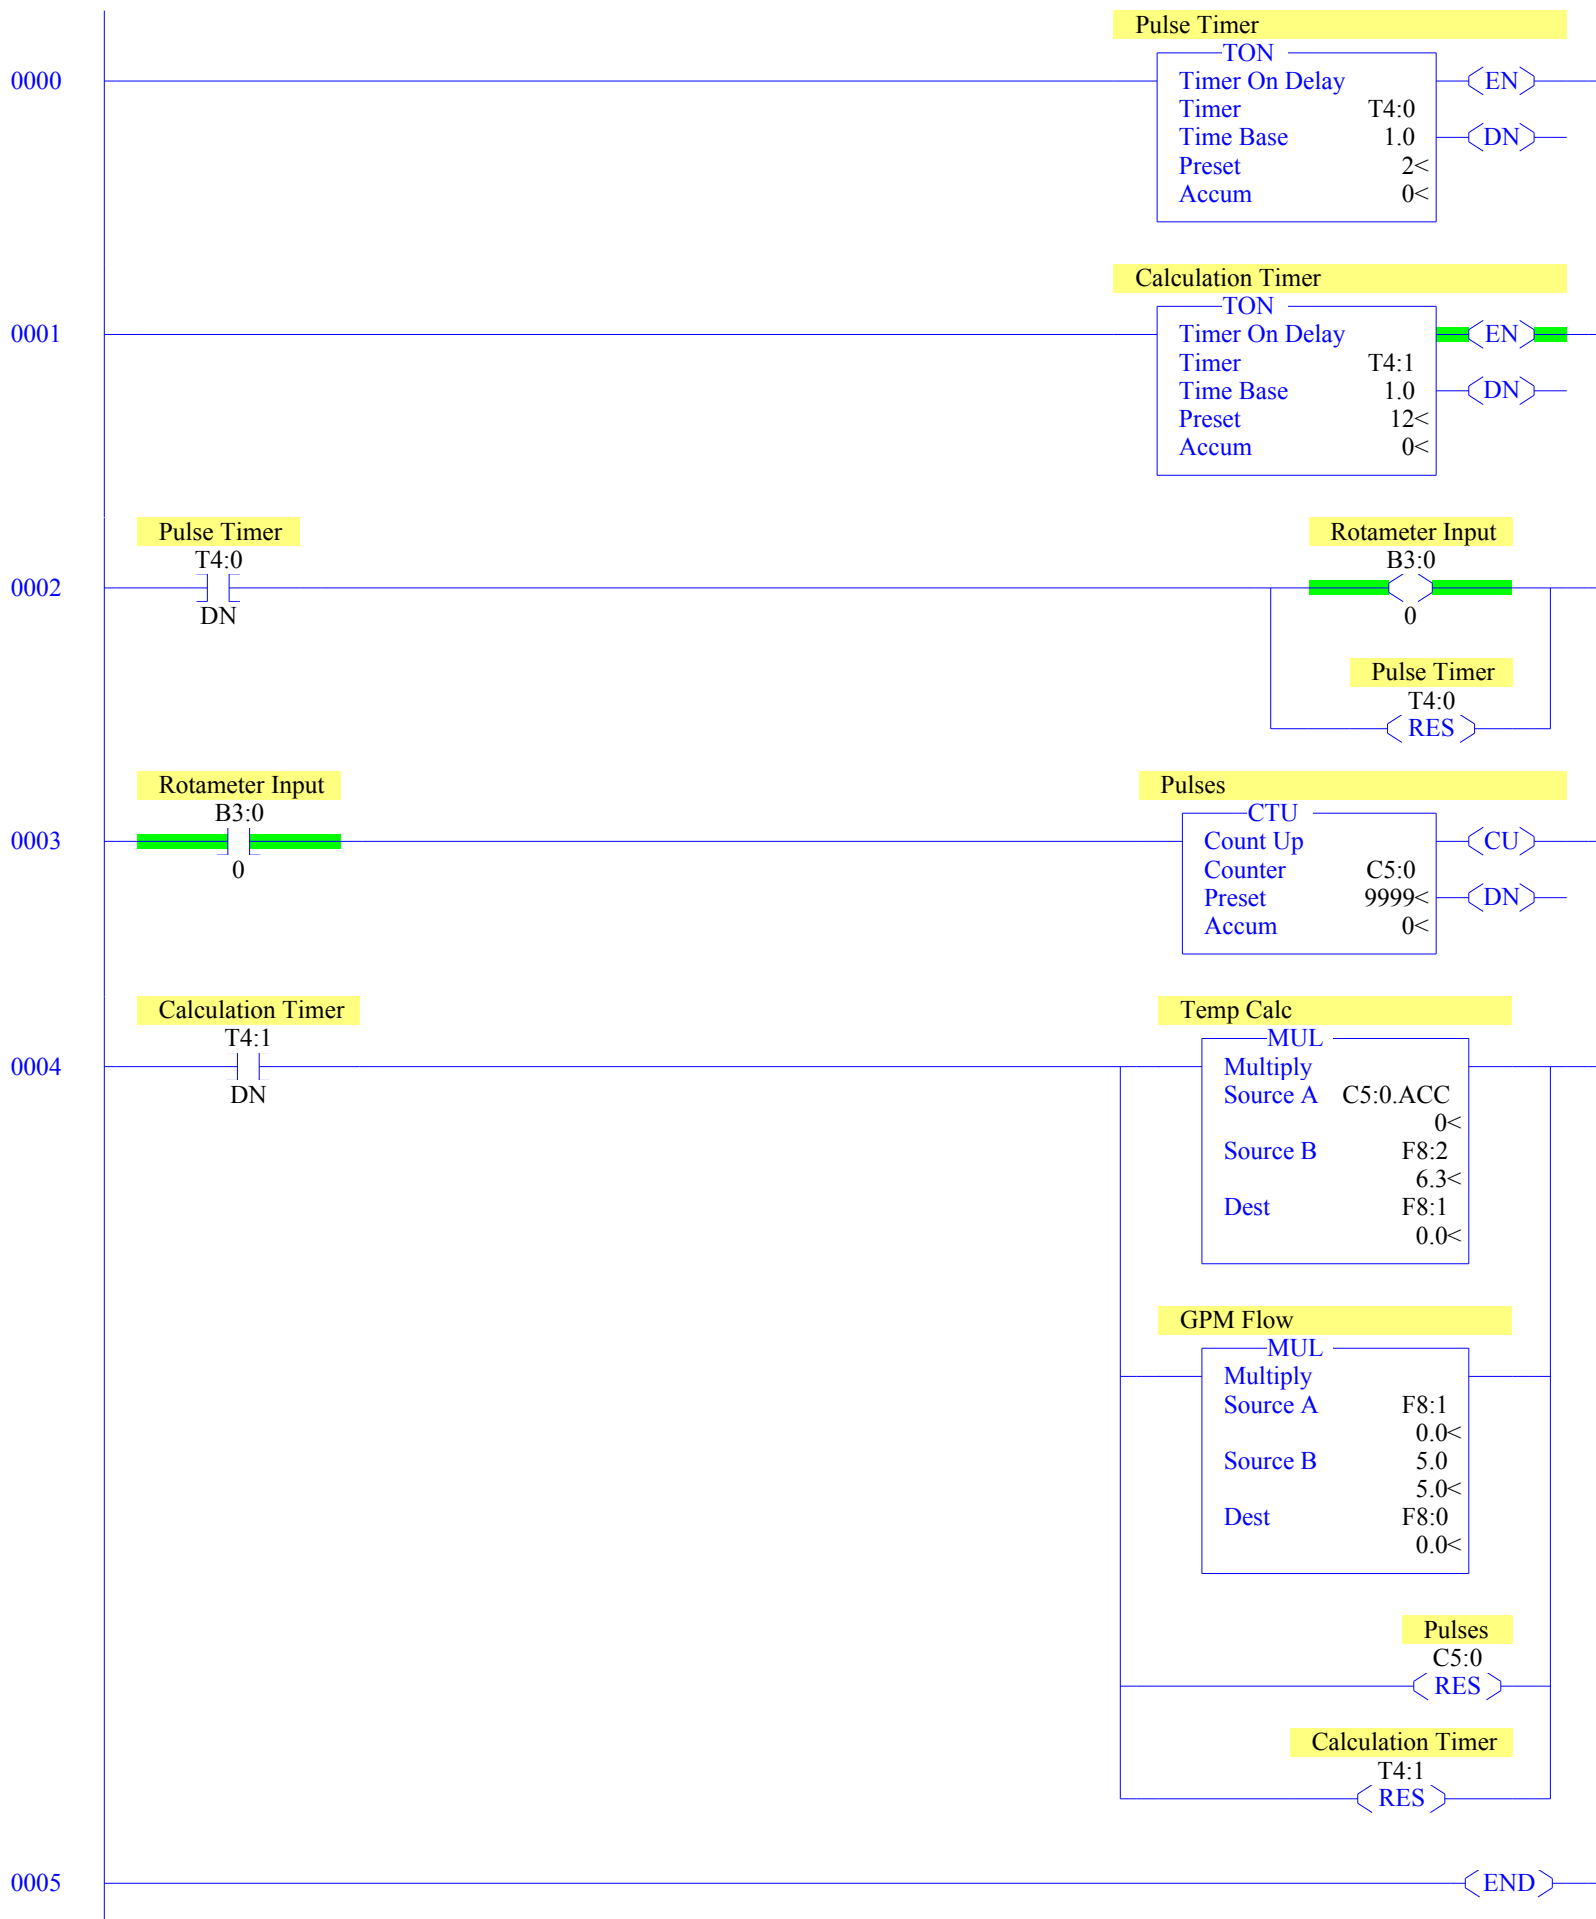 Pulse Timer
TON
0000
Timer On Delay
EN
Timer T4:0
Time Base 1.0
DN
Preset 2<
Accum 0<
Calculation Timer
TON
0001
Timer On Delay
EN
Timer T4:1
Time Base 1.0
DN
Preset 12<
Accum 0<
Pulse Timer
T4:0
0002
DN
Rotameter Input
B3:0
0
Pulse Timer
T4:0
RES
Rotameter Input
B3:0
0003
0
Pulses
CTU
Count Up
CU
Counter C5:0
Preset 9999<
DN
Accum 0<
Calculation Timer
T4:1
0004
DN
Temp Calc
MUL
Multiply
Source A C5:0.ACC
0<
Source B F8:2
6.3<
Dest F8:1
0.0<
GPM Flow
MUL
Multiply
Source A F8:1
0.0<
Source B 5.0
5.0<
Dest F8:0
0.0<
Pulses
C5:0
RES
Calculation Timer
T4:1
RES
0005
END